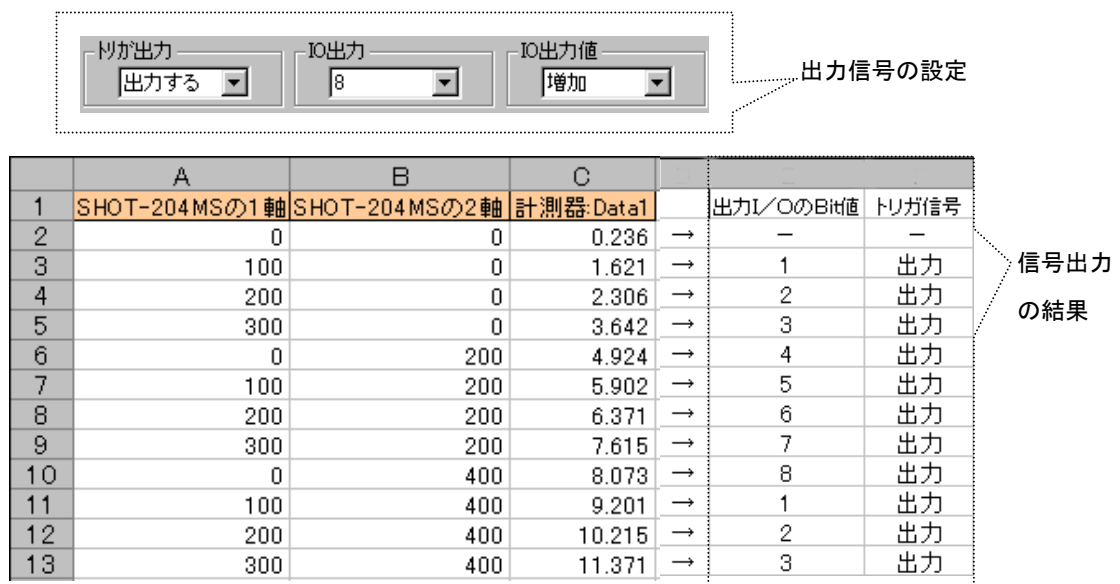 トリガ出力 IO出力 IO出力値
出力する 8 増加
出力信号の設定
A B C
1 SHOT-204MSの1軸 SHOT-204MSの2軸 計測器:Data1 出力I/OのBit値 トリガ信号
2 0 0 0.236 → − −
3 100 0 1.621 → 1 出力
4 200 0 2.306 → 2 出力
5 300 0 3.642 → 3 出力
6 0 200 4.924 → 4 出力
7 100 200 5.902 → 5 出力
8 200 200 6.371 → 6 出力
9 300 200 7.615 → 7 出力
10 0 400 8.073 → 8 出力
11 100 400 9.201 → 1 出力
12 200 400 10.215 → 2 出力
13 300 400 11.371 → 3 出力
信号出力
の結果